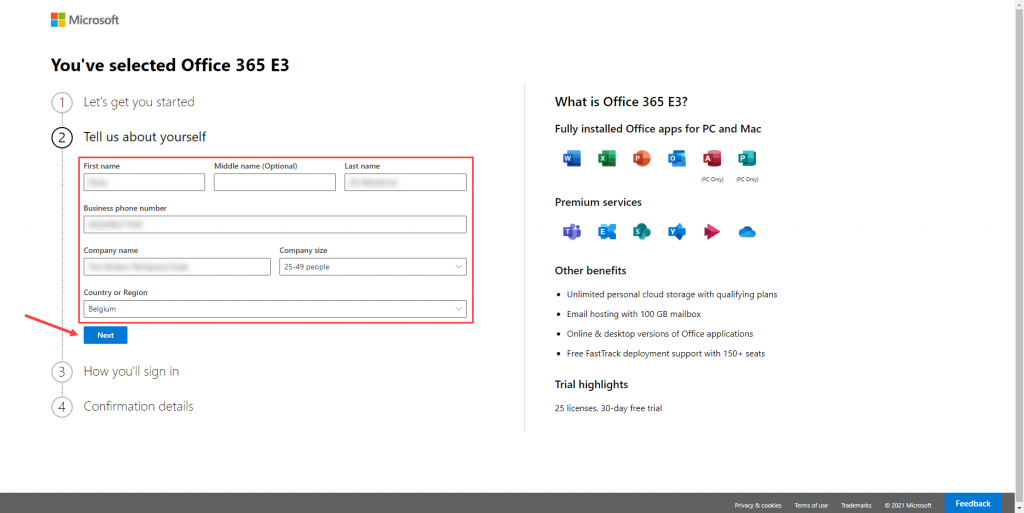 Microsoft
You've selected Office 365 E3
1 Let's get you started
2 Tell us about yourself
First name Middle name (Optional) Last name
Business phone number
Company name Company size
25-49 people
Country or Region
Belgium
Next
3 How you'll sign in
4 Confirmation details
What is Office 365 E3?
Fully installed Office apps for PC and Mac
W X P O A P
(PC Only) (PC Only)
Premium services
T E S Y
Other benefits
Unlimited personal cloud storage with qualifying plans
Email hosting with 100 GB mailbox
Online & desktop versions of Office applications
Free FastTrack deployment support with 150+ seats
Trial highlights
25 licenses, 30-day free trial
Privacy & cookies Terms of use Trademarks © 2021 Microsoft Feedback